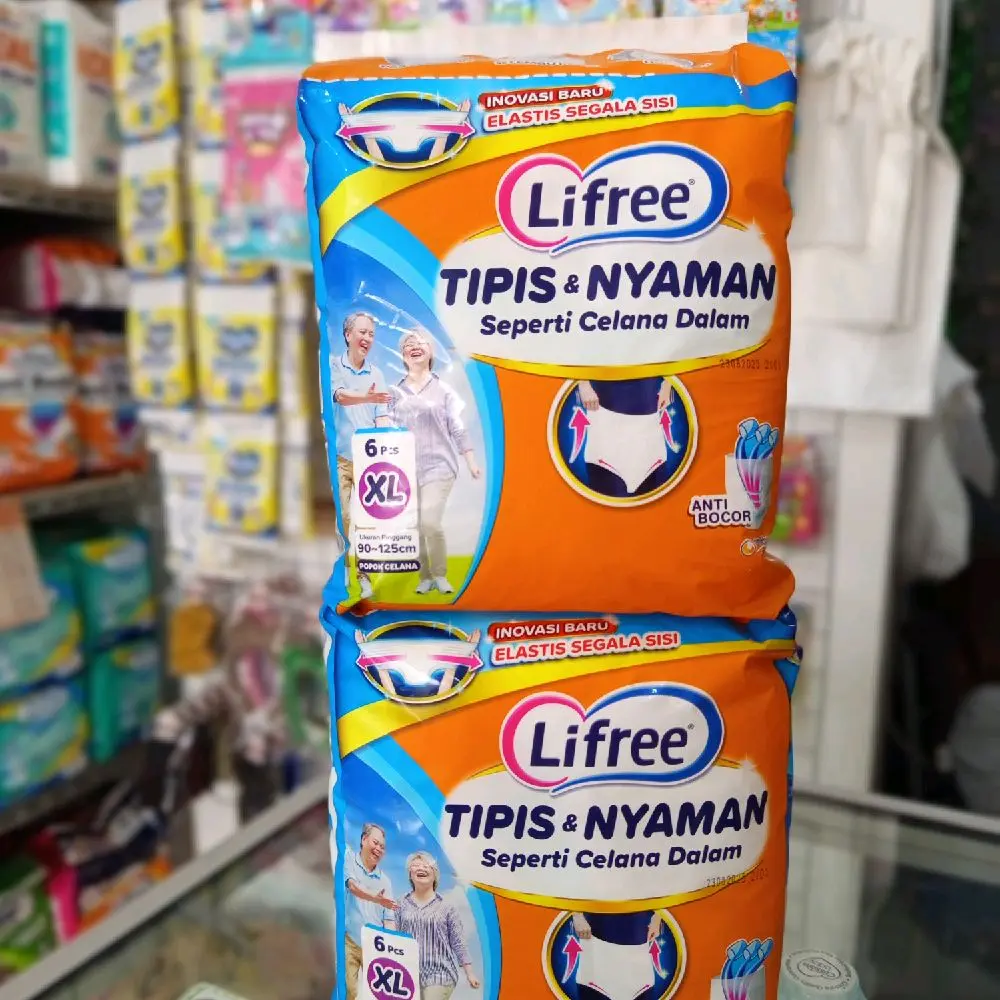 INOVASI BARU
ELASTIS SEGALA SISI
Lifree®
TIPIS & NYAMAN
Seperti Celana Dalam
6 Pcs
XL
Ukuran Pinggang
90~125cm
POPOK CELANA
ANTI
BOCOR
INOVASI BARU
ELASTIS SEGALA SISI
Lifree®
TIPIS & NYAMAN
Seperti Celana Dalam
6 Pcs
XL